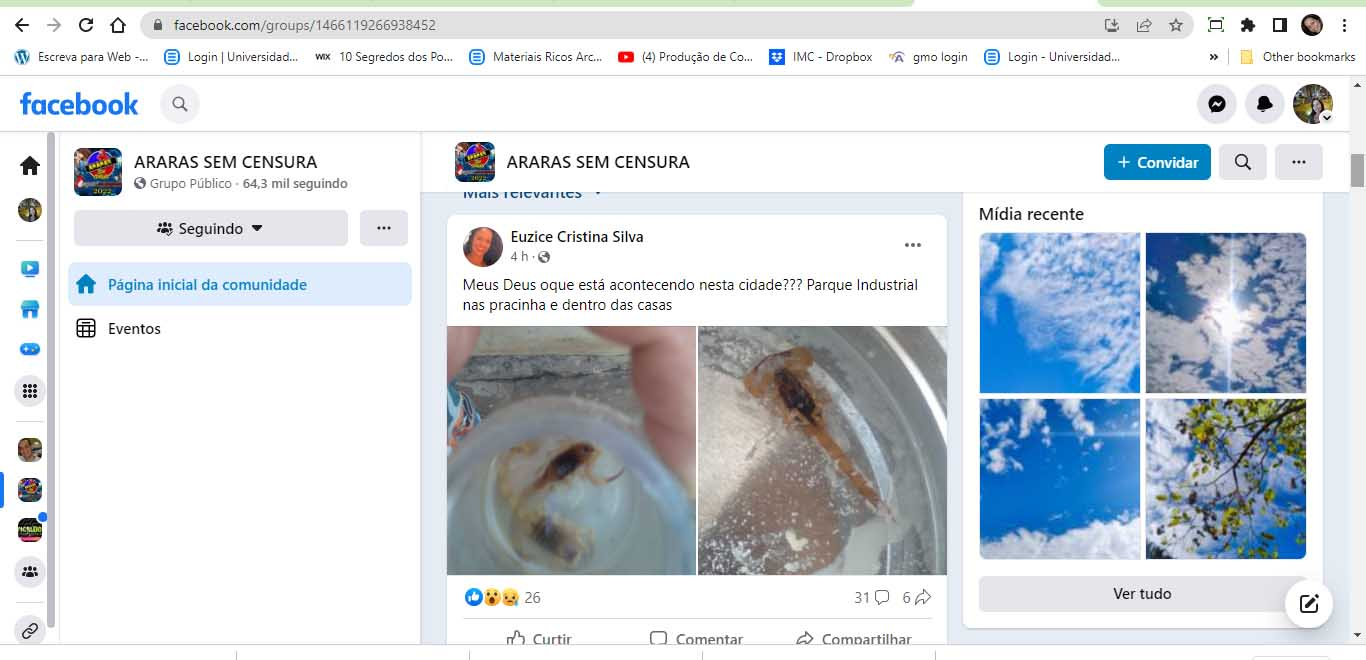 facebook.com/groups/1466119266938452
Escreva para Web -...
Login | Universidad...
WIX 10 Segredos dos Po...
Materiais Ricos Arc...
(4) Produção de Co...
IMC - Dropbox
gmo login
Login - Universidad...
»
Other bookmarks
facebook
ARARAS SEM CENSURA
Grupo Público · 64,3 mil seguindo
Seguindo
Página inicial da comunidade
Eventos
ARARAS SEM CENSURA
+ Convidar
Mais relevantes
Euzice Cristina Silva
4 h ·
Meus Deus oque está acontecendo nesta cidade??? Parque Industrial
nas pracinha e dentro das casas
26
31
6
Curtir
Comentar
Compartilhar
Mídia recente
Ver tudo